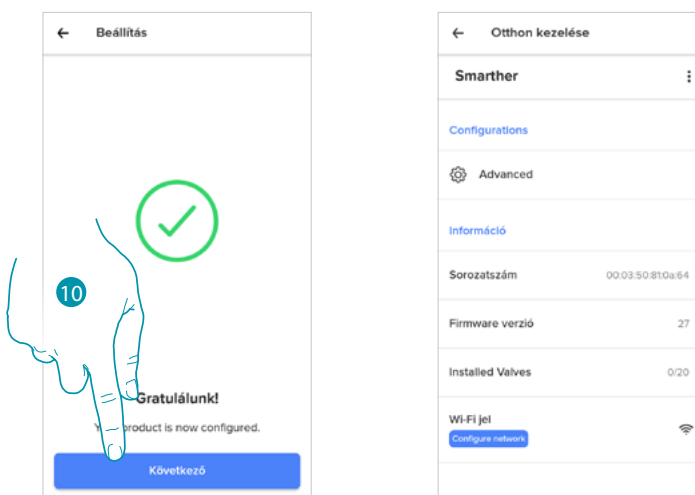 Beállítás
10
Gratulálunk!
product is now configured.
Következő
Otthon kezelése
Smarther
Configurations
Advanced
Információ
Sorozatszám 00:03:50:81:0a:64
Firmware verzió 27
Installed Valves 0/20
Wi-Fi jel
Configure network